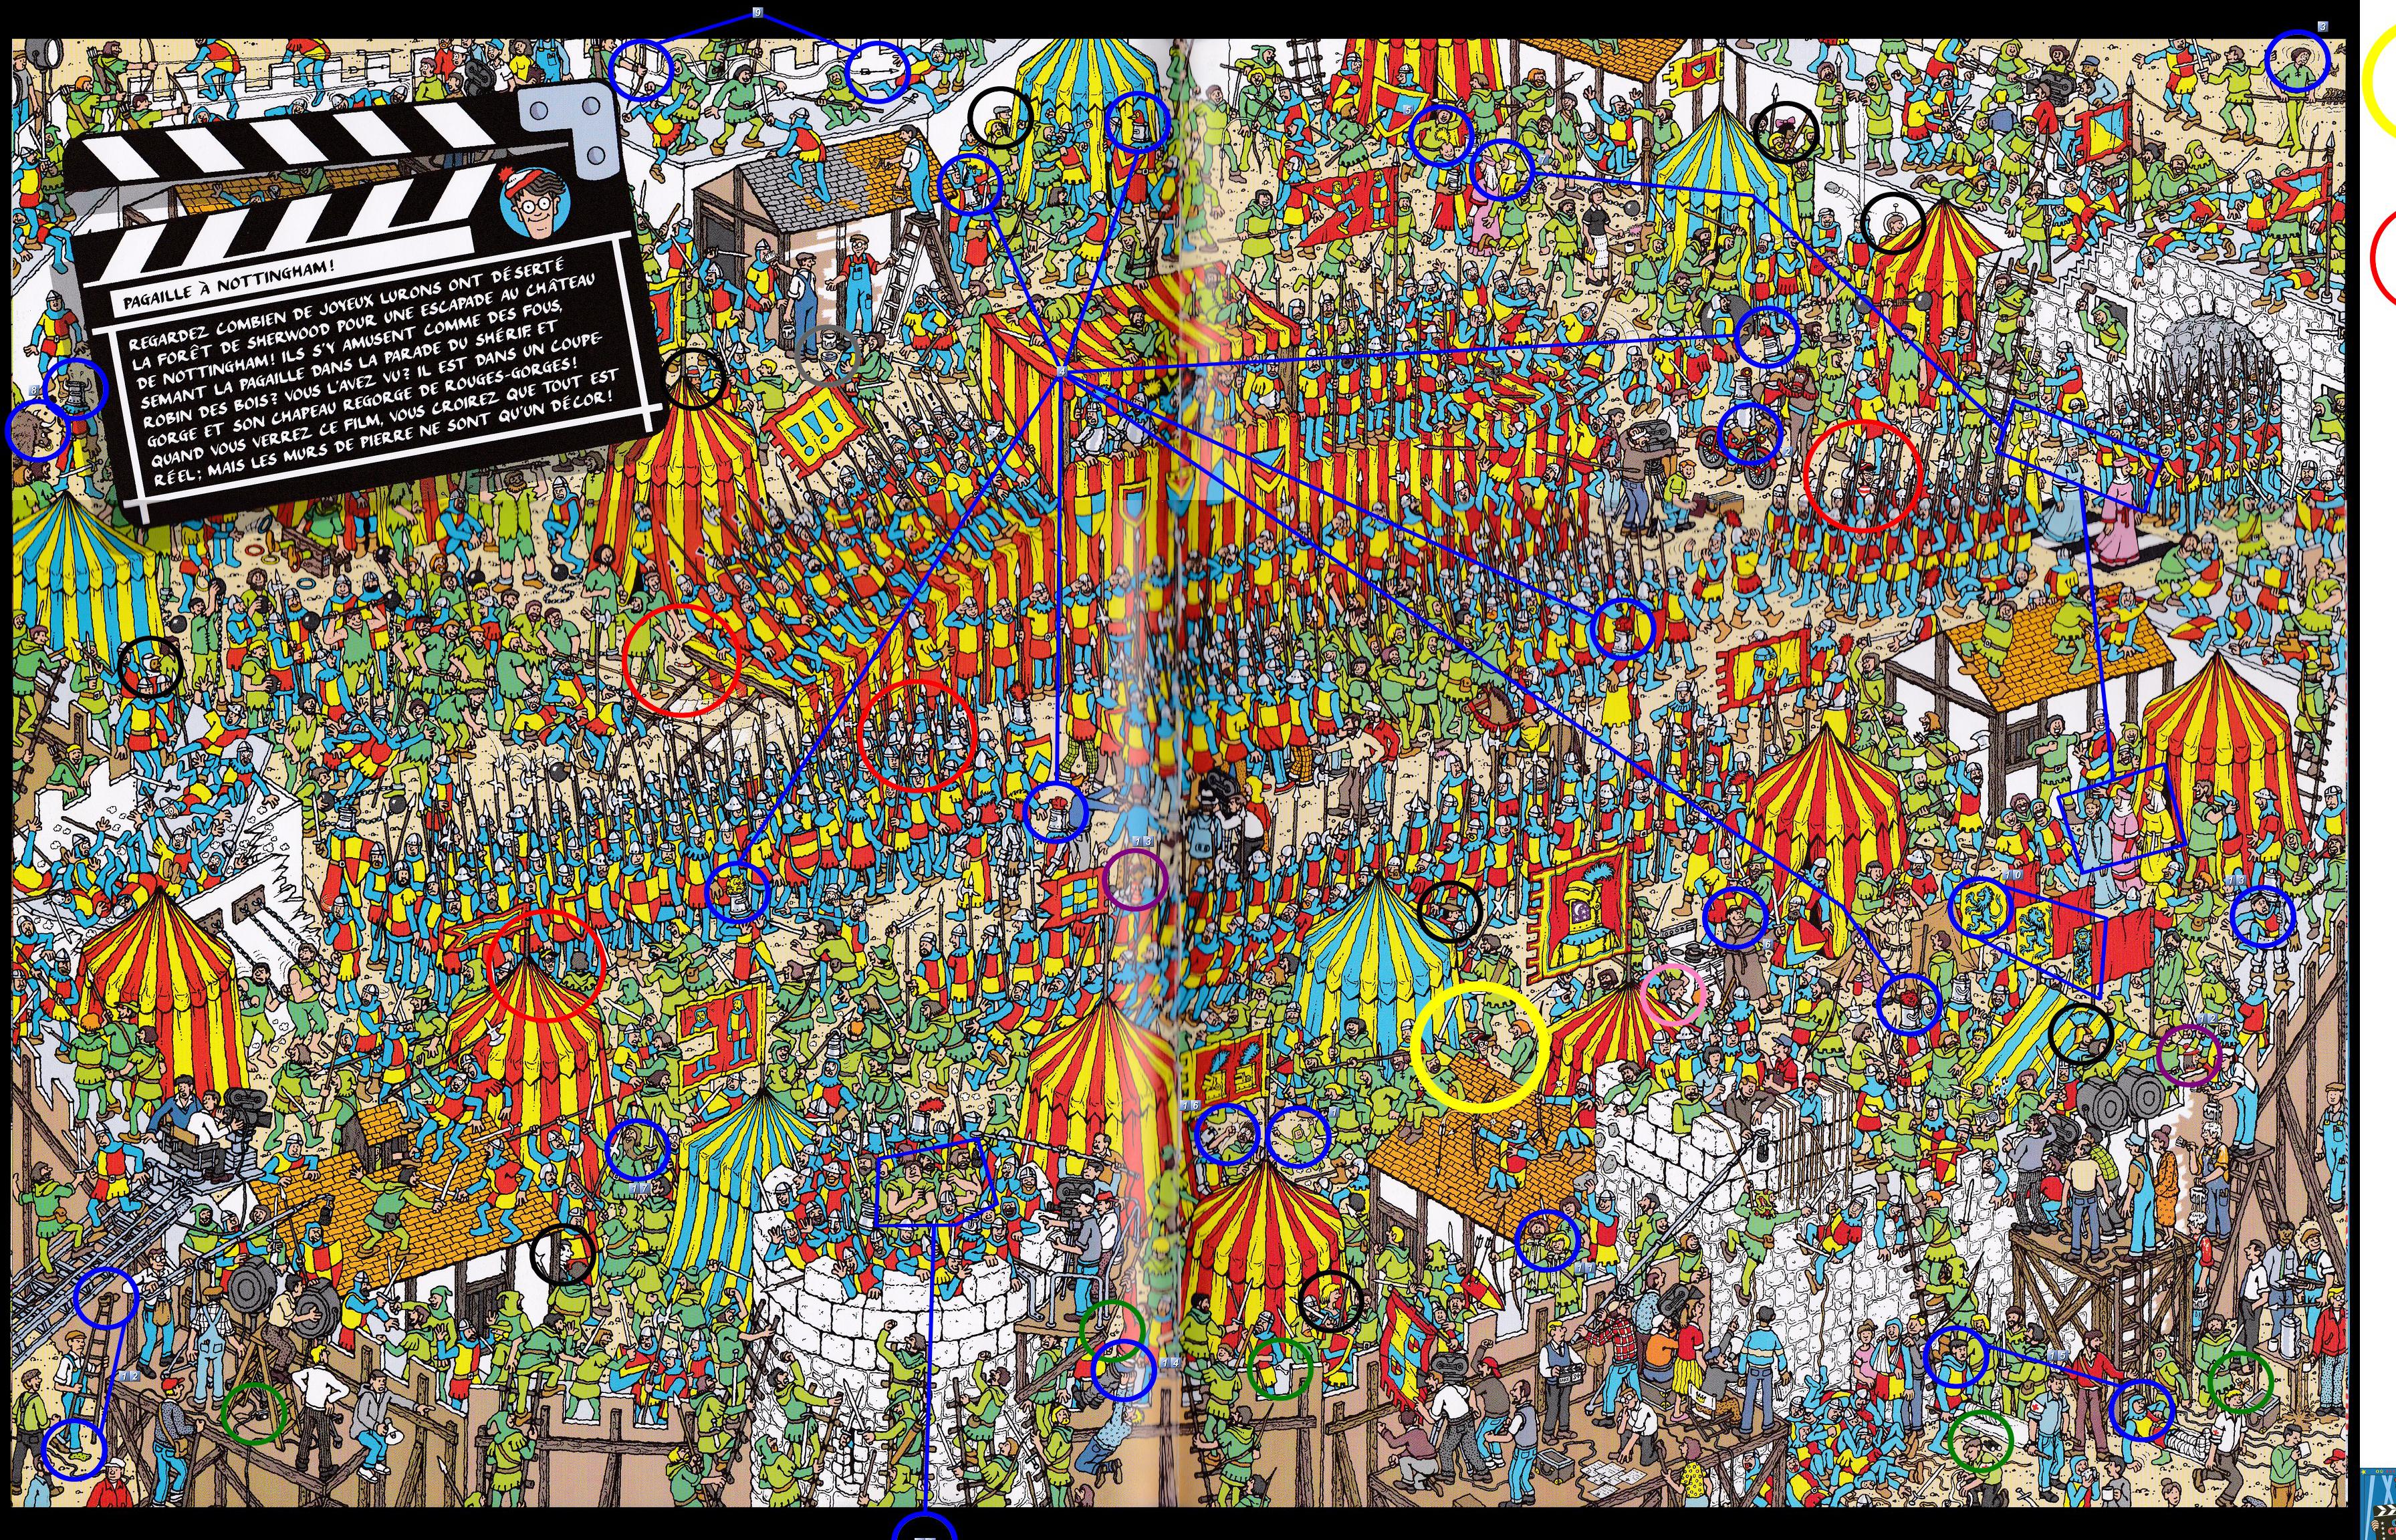 PAGAILLE À NOTTINGHAM!
REGARDEZ COMBIEN DE JOYEUX LURONS ONT DÉSERTÉ
LA FORÊT DE SHERWOOD POUR UNE ESCAPADE AU CHÂTEAU
DE NOTTINGHAM! ILS S'Y AMUSENT COMME DES FOUS,
SEMANT LA PAGAILLE DANS LA PARADE DU SHÉRIF. ET
ROBIN DES BOIS? VOUS L'AVEZ VU? IL EST DANS UN COUPE-
GORGE ET SON CHAPEAU REGORGE DE ROUGES-GORGES!
QUAND VOUS VERREZ CE FILM, VOUS CROIREZ QUE TOUT EST
RÉEL; MAIS LES MURS DE PIERRE NE SONT QU'UN DÉCOR!